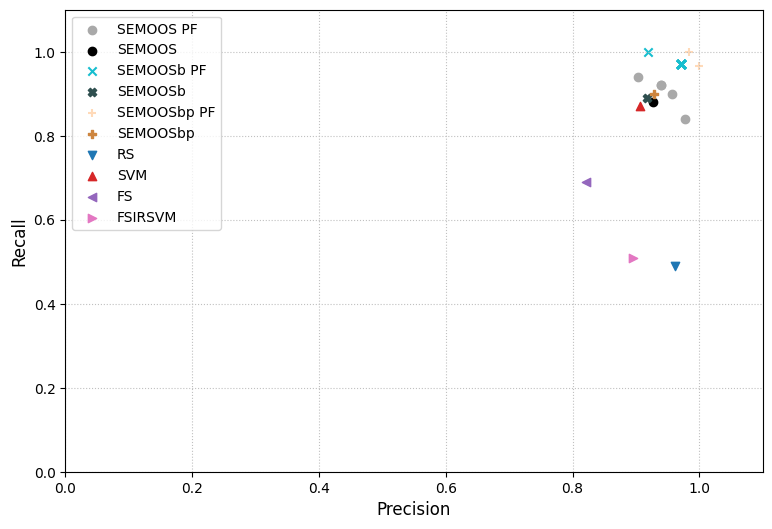 SEMOOS PF
SEMOOS
SEMOOSb PF
SEMOOSb
SEMOOSbp PF
SEMOOSbp
RS
SVM
FS
FSIRSVM
1.0
0.8
0.6
0.4
0.2
0.0
Recall
0.0 0.2 0.4 0.6 0.8 1.0
Precision